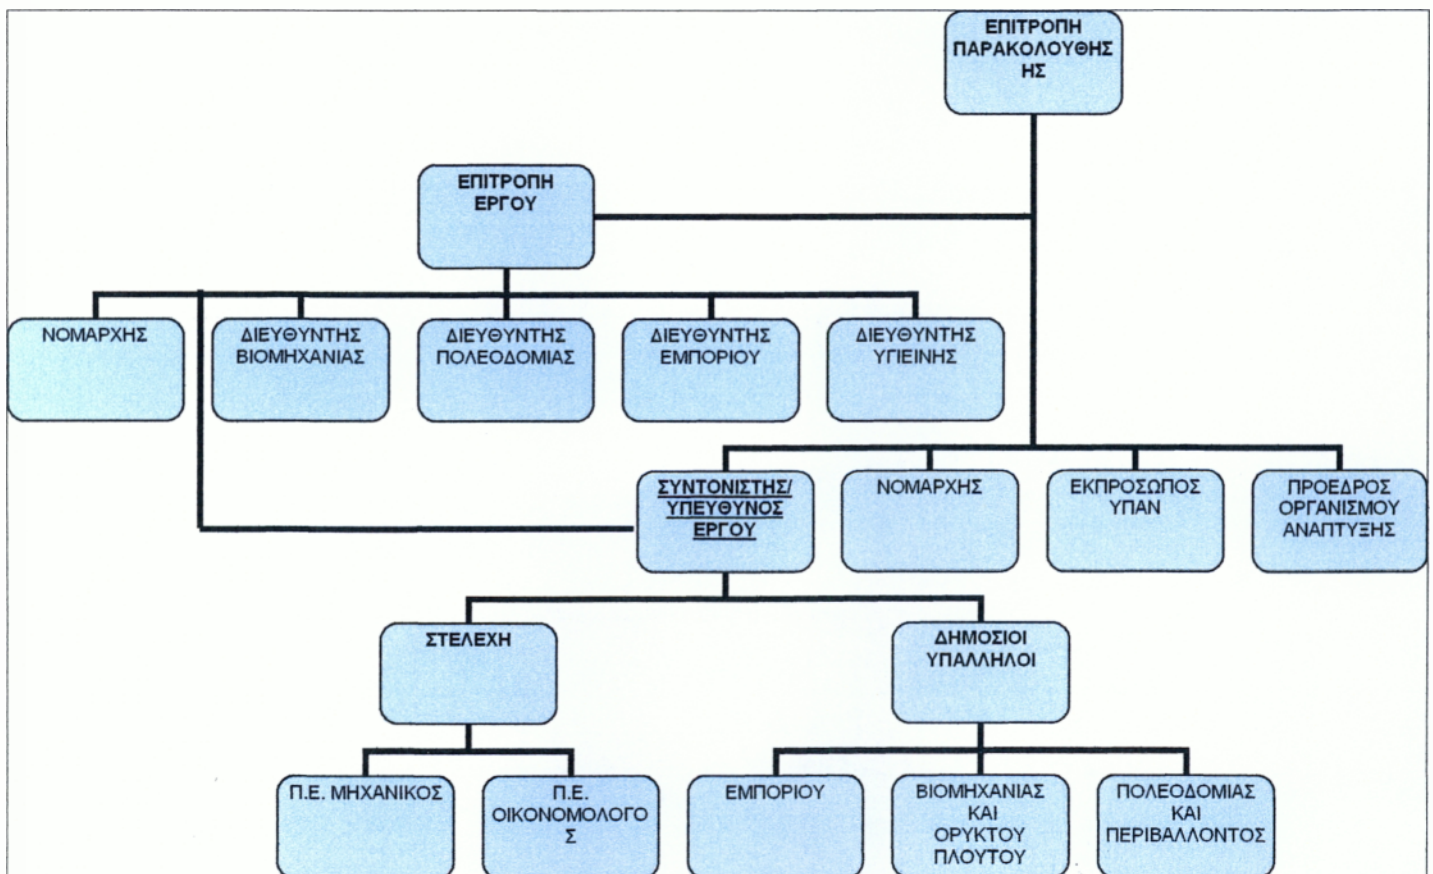 ΕΠΙΤΡΟΠΗ
ΠΑΡΑΚΟΛΟΥΘΗΣ
ΗΣ
ΕΠΙΤΡΟΠΗ
ΕΡΓΟΥ
ΝΟΜΑΡΧΗΣ
ΔΙΕΥΘΥΝΤΗΣ
ΒΙΟΜΗΧΑΝΙΑΣ
ΔΙΕΥΘΥΝΤΗΣ
ΠΟΛΕΟΔΟΜΙΑΣ
ΔΙΕΥΘΥΝΤΗΣ
ΕΜΠΟΡΙΟΥ
ΔΙΕΥΘΥΝΤΗΣ
ΥΓΙΕΙΝΗΣ
ΣΥΝΤΟΝΙΣΤΗΣ/
ΥΠΕΥΘΥΝΟΣ
ΕΡΓΟΥ
ΝΟΜΑΡΧΗΣ
ΕΚΠΡΟΣΩΠΟΣ
ΥΠΑΝ
ΠΡΟΕΔΡΟΣ
ΟΡΓΑΝΙΣΜΟΥ
ΑΝΑΠΤΥΞΗΣ
ΣΤΕΛΕΧΗ
ΔΗΜΟΣΙΟΙ
ΥΠΑΛΛΗΛΟΙ
Π.Ε. ΜΗΧΑΝΙΚΟΣ
Π.Ε.
ΟΙΚΟΝΟΜΟΛΟΓΟ
Σ
ΕΜΠΟΡΙΟΥ
ΒΙΟΜΗΧΑΝΙΑΣ
ΚΑΙ
ΟΡΥΚΤΟΥ
ΠΛΟΥΤΟΥ
ΠΟΛΕΟΔΟΜΙΑΣ
ΚΑΙ
ΠΕΡΙΒΑΛΛΟΝΤΟΣ